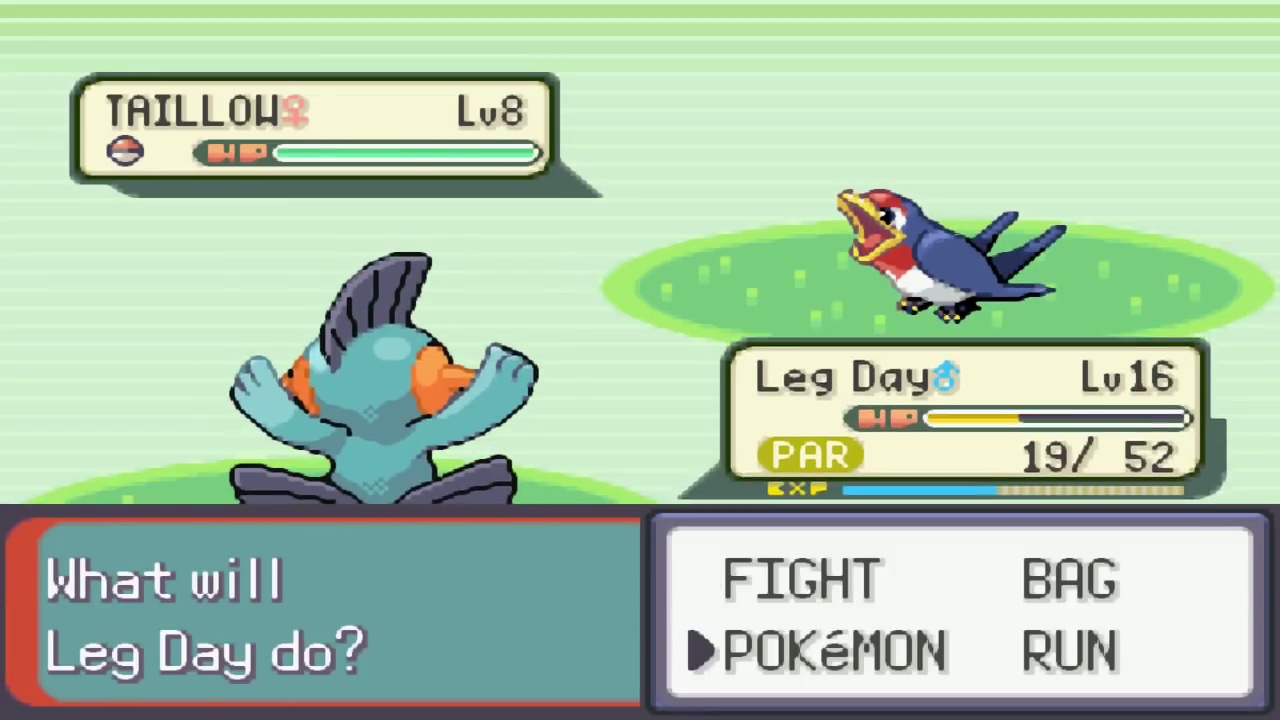 TAILLOW♀ Lv8
HP
Leg Day♂ Lv16
HP
PAR 19/ 52
EXP
What will
Leg Day do?
FIGHT BAG
▶POKéMON RUN